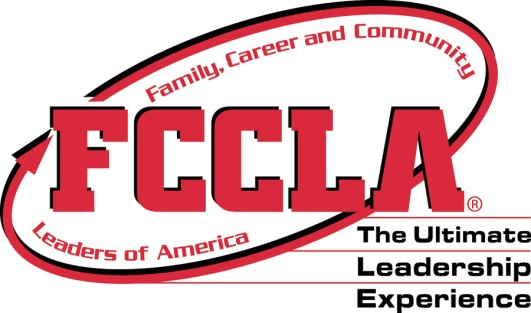 Family, Career and Community
FCCLA®
Leaders of America
The Ultimate
Leadership
Experience